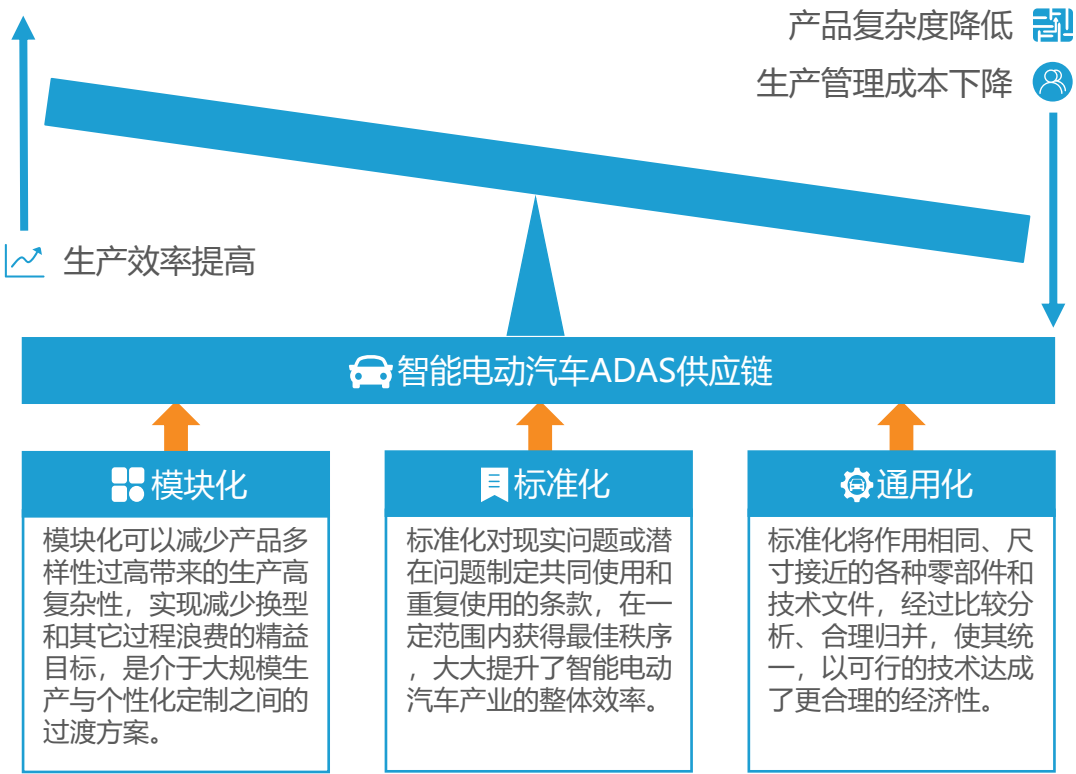 产品复杂度降低
生产管理成本下降
生产效率提高
智能电动汽车ADAS供应链
模块化
模块化可以减少产品多
样性过高带来的生产高
复杂性，实现减少换型
和其它过程浪费的精益
目标，是介于大规模生
产与个性化定制之间的
过渡方案。
标准化
标准化对现实问题或潜
在问题制定共同使用和
重复使用的条款，在一
定范围内获得最佳秩序
，大大提升了智能电动
汽车产业的整体效率。
通用化
标准化将作用相同、尺
寸接近的各种零部件和
技术文件，经过比较分
析、合理归并，使其统
一，以可行的技术达成
了更合理的经济性。